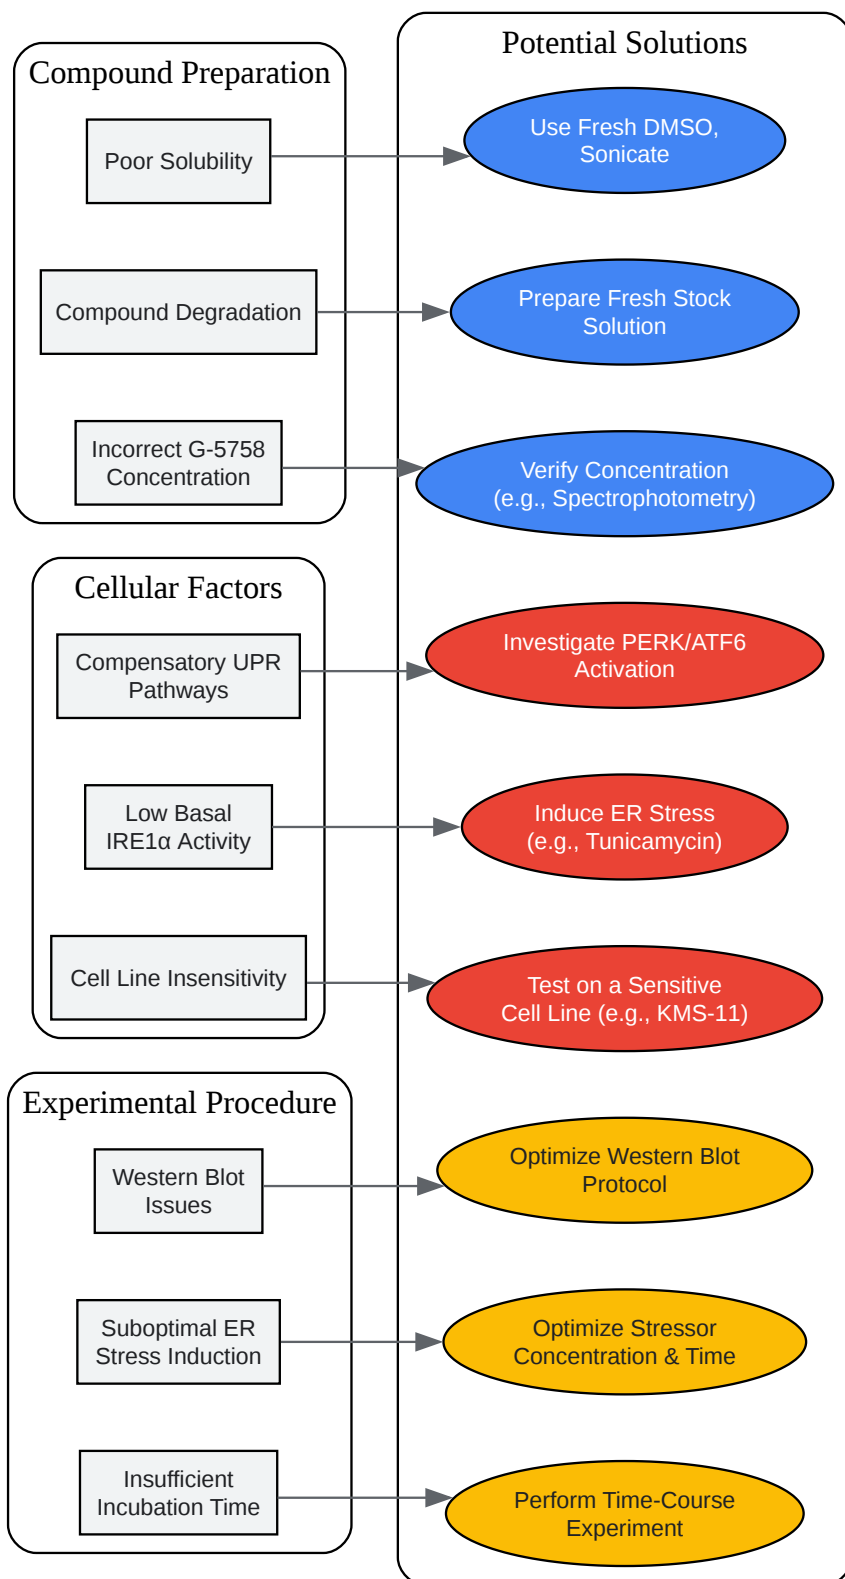 Compound Preparation
Poor Solubility
Compound Degradation
Incorrect G-5758
Concentration
Cellular Factors
Compensatory UPR
Pathways
Low Basal
IRE1α Activity
Cell Line Insensitivity
Experimental Procedure
Western Blot
Issues
Suboptimal ER
Stress Induction
Insufficient
Incubation Time
Potential Solutions
Use Fresh DMSO,
Sonicate
Prepare Fresh Stock
Solution
Verify Concentration
(e.g., Spectrophotometry)
Investigate PERK/ATF6
Activation
Induce ER Stress
(e.g., Tunicamycin)
Test on a Sensitive
Cell Line (e.g., KMS-11)
Optimize Western Blot
Protocol
Optimize Stressor
Concentration & Time
Perform Time-Course
Experiment